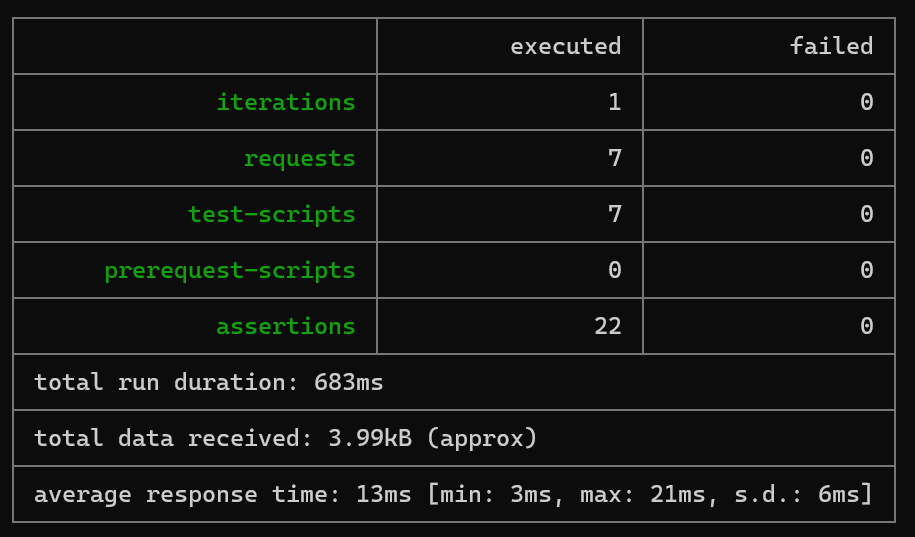 executed failed
iterations 1 0
requests 7 0
test-scripts 7 0
prerequest-scripts 0 0
assertions 22 0
total run duration: 683ms
total data received: 3.99kB (approx)
average response time: 13ms [min: 3ms, max: 21ms, s.d.: 6ms]